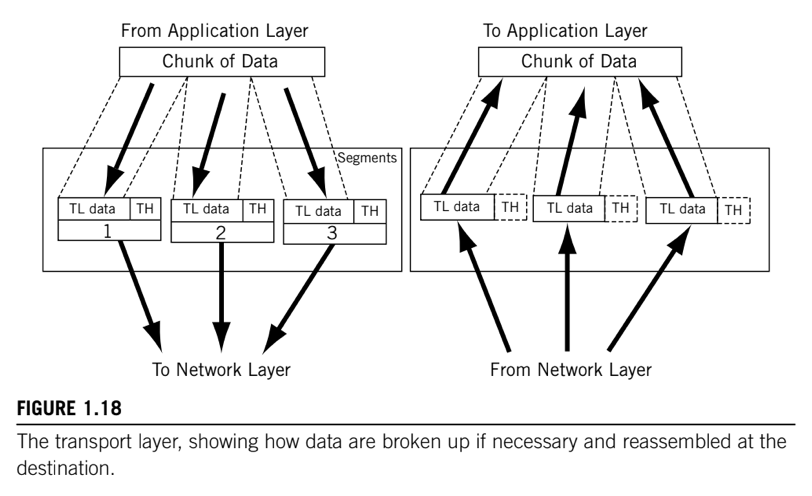 From Application Layer
Chunk of Data
Segments
TL data TH
1
TL data TH
2
TL data TH
3
To Network Layer
To Application Layer
Chunk of Data
TL data TH
TL data TH
TL data TH
From Network Layer
FIGURE 1.18
The transport layer, showing how data are broken up if necessary and reassembled at the
destination.